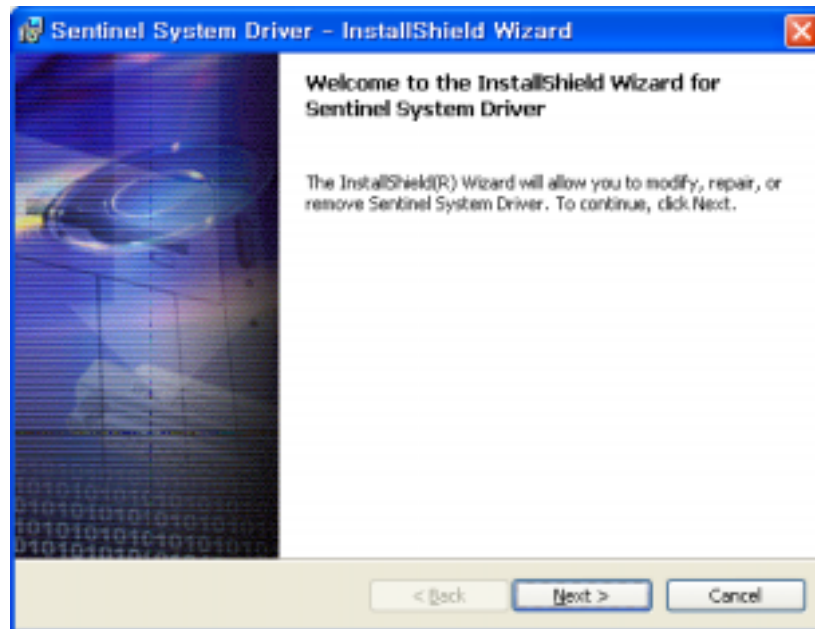 Sentinel System Driver - InstallShield Wizard
Welcome to the InstallShield Wizard for
Sentinel System Driver
The InstallShield(R) Wizard will allow you to modify, repair, or
remove Sentinel System Driver. To continue, click Next.
01010101010101010
< Back
Next >
Cancel